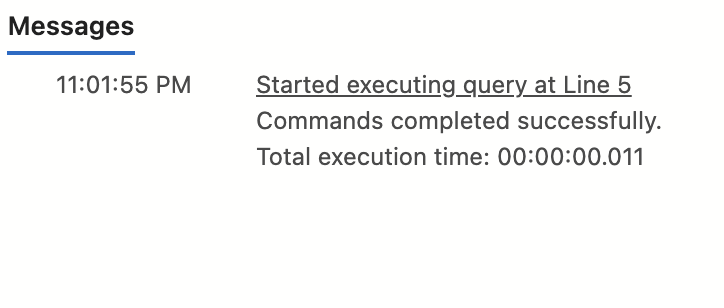 Messages
11:01:55 PM Started executing query at Line 5
Commands completed successfully.
Total execution time: 00:00:00.011